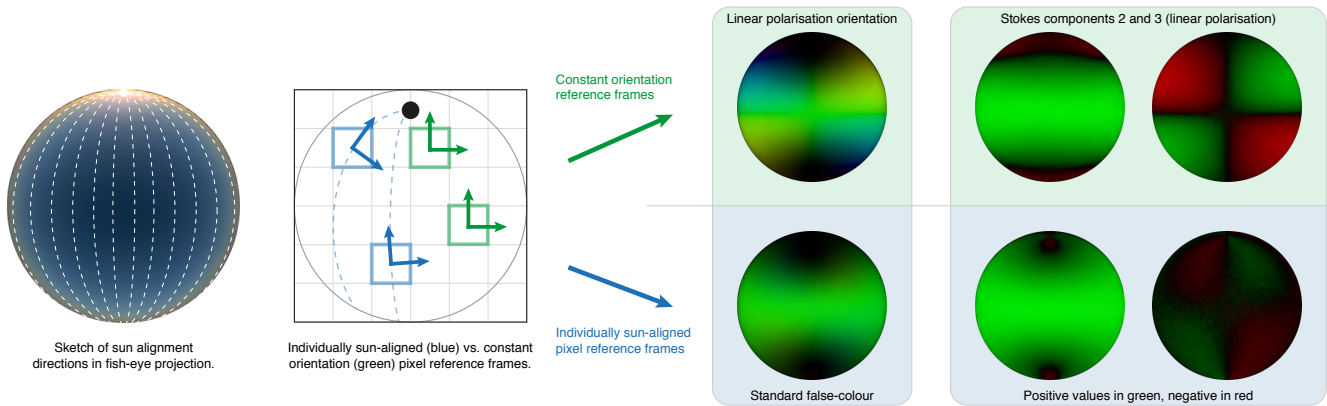 Linear polarisation orientation
Stokes components 2 and 3 (linear polarisation)
Constant orientation
reference frames
Individually sun-aligned
pixel reference frames
Sketch of sun alignment
directions in fish-eye projection.
Individually sun-aligned (blue) vs. constant
orientation (green) pixel reference frames.
Standard false-colour
Positive values in green, negative in red